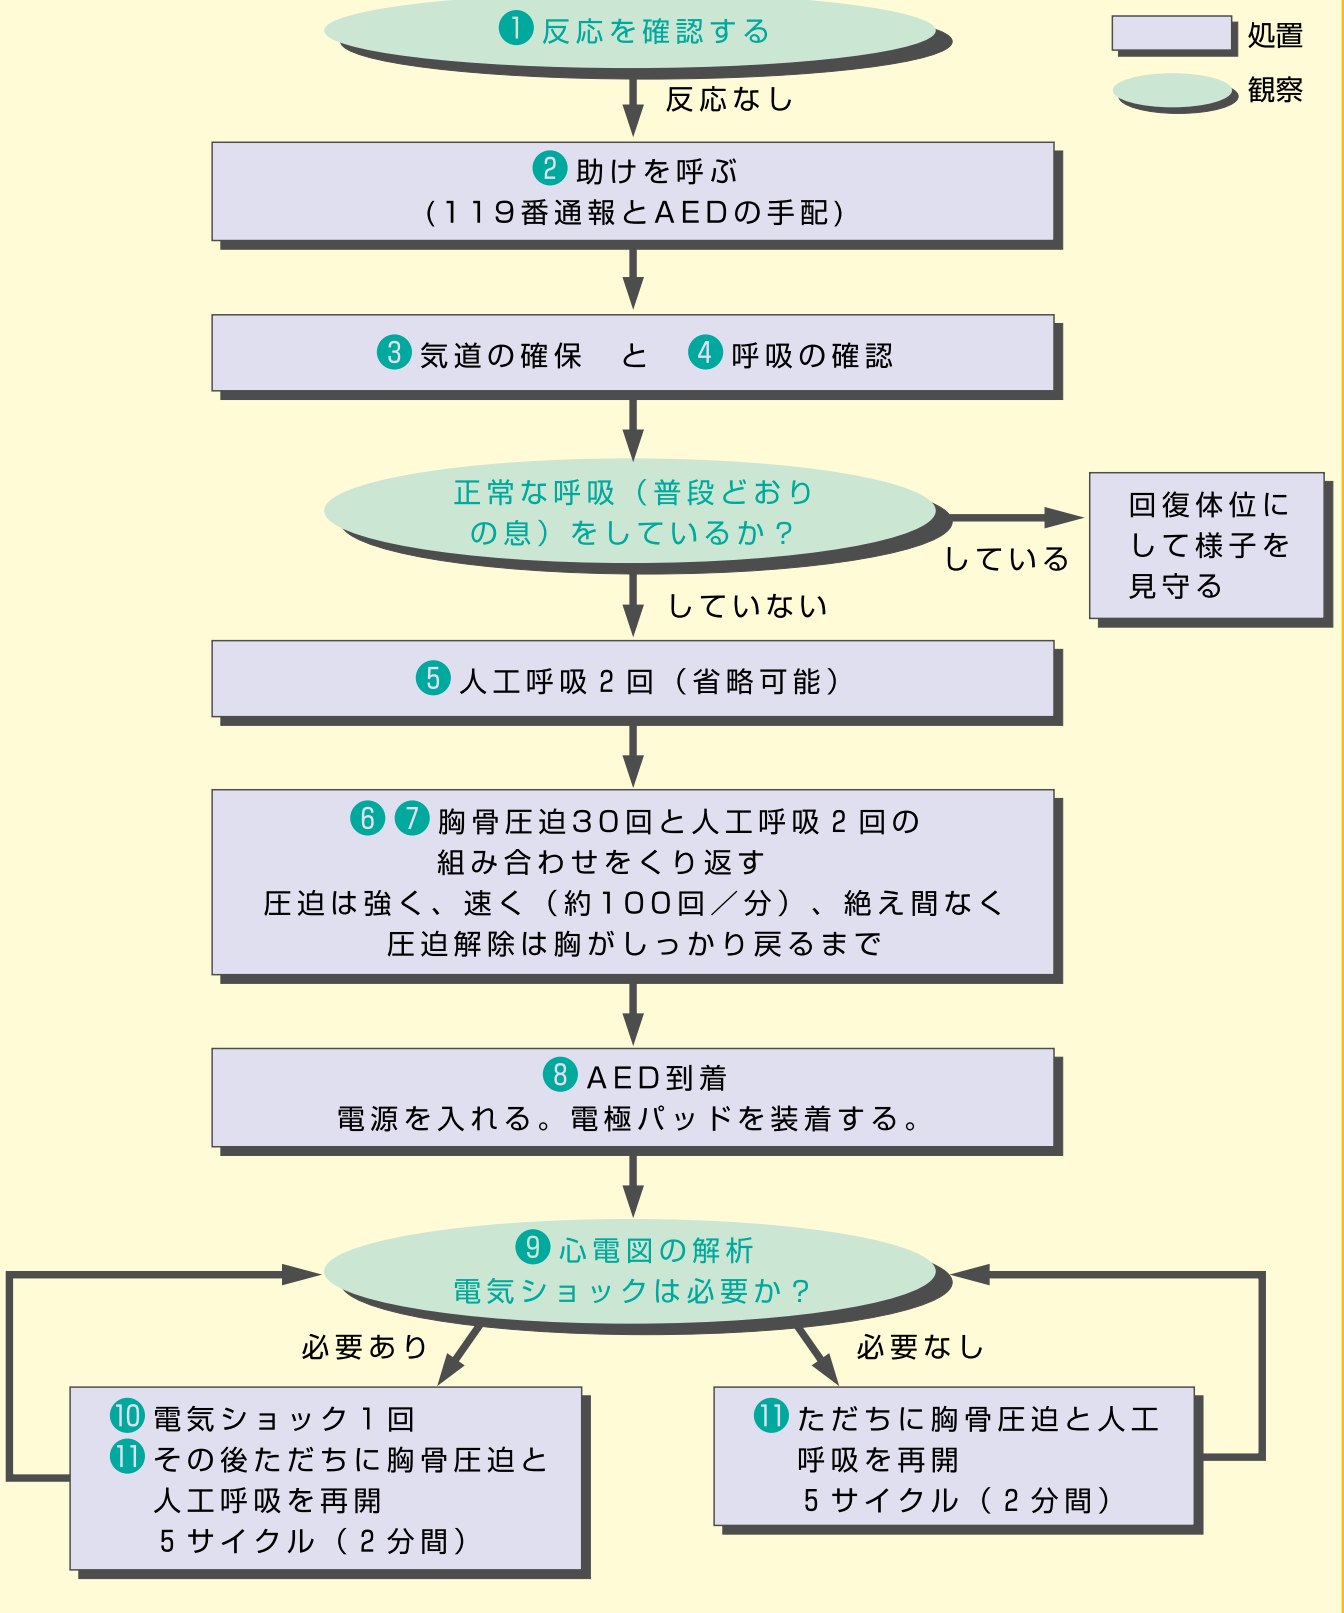 ❶反応を確認する
処置
観察
反応なし
❷助けを呼ぶ
(119番通報とAEDの手配)
❸気道の確保　と　❹呼吸の確認
正常な呼吸（普段どおり
の息）をしているか？
している
回復体位に
して様子を
見守る
していない
❺人工呼吸２回（省略可能）
❻❼胸骨圧迫30回と人工呼吸２回の
組み合わせをくり返す
圧迫は強く、速く（約100回／分）、絶え間なく
圧迫解除は胸がしっかり戻るまで
❽AED到着
電源を入れる。電極パッドを装着する。
❾心電図の解析
電気ショックは必要か？
必要あり
必要なし
❿電気ショック１回
⓫その後ただちに胸骨圧迫と
人工呼吸を再開
５サイクル（２分間）
⓫ただちに胸骨圧迫と人工
呼吸を再開
５サイクル（２分間）